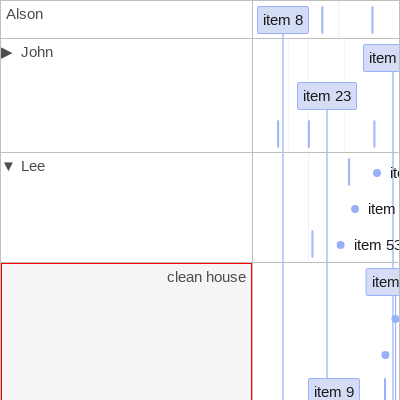 Alson
item 8
▶ John
item
item 23
▼ Lee
item
item 53
clean house
item
item 9